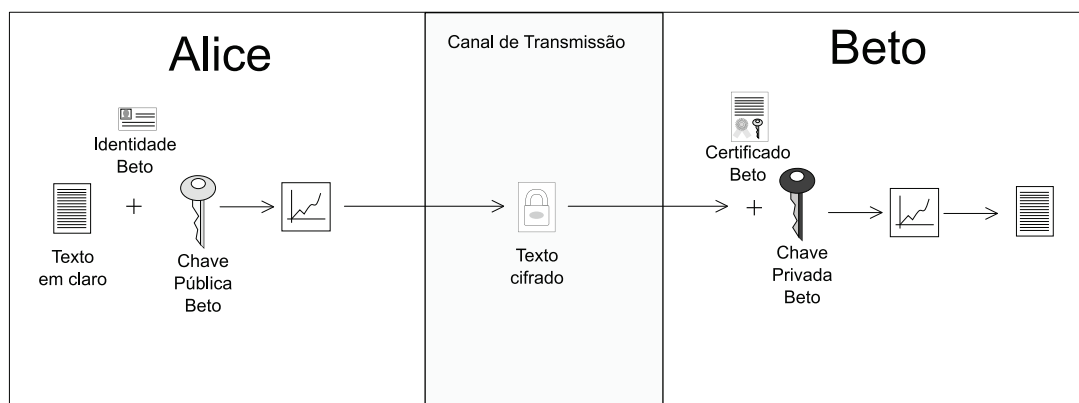 Alice
Canal de Transmissão
Beto
Identidade
Beto
Certificado
Beto
+
+
Texto
em claro
Chave
Pública
Beto
Texto
cifrado
Chave
Privada
Beto